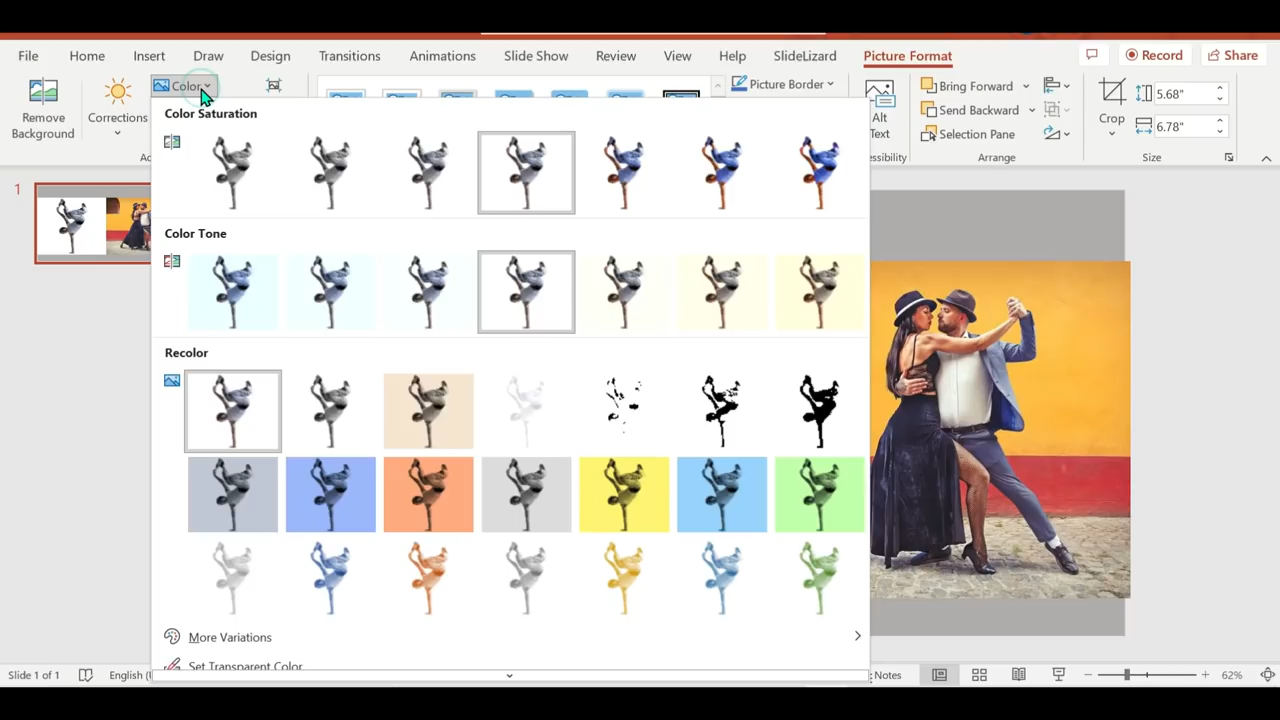 File Home Insert Draw Design Transitions Animations Slide Show Review View Help SlideLizard Picture Format Record Share
Remove Background
Corrections
Color
Picture Border
Alt Text
Bring Forward
Send Backward
Selection Pane
Crop
5.68"
6.78"
Arrange
Size
Color Saturation
1
Color Tone
Recolor
More Variations
Set Transparent Color
Slide 1 of 1
Notes
62%